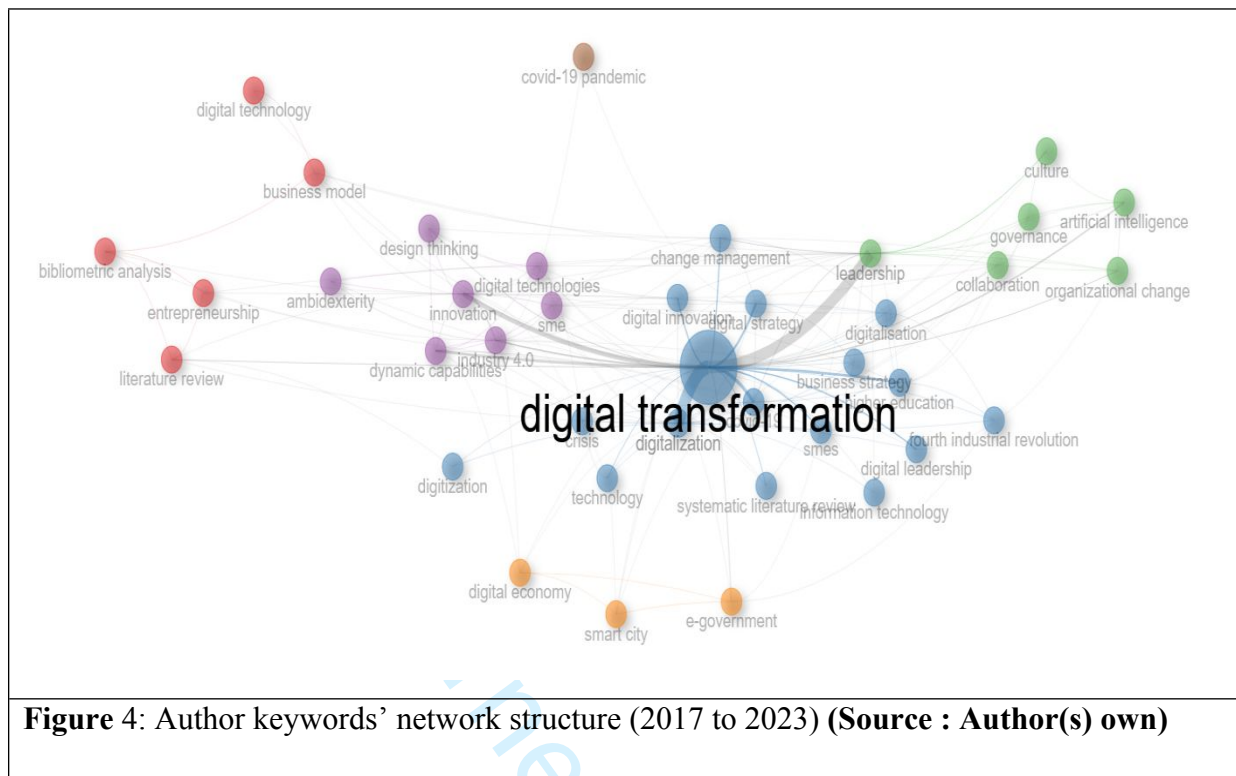 covid-19 pandemic
digital technology
culture
business model
artificial intelligence
governance
design thinking
change management
leadership
bibliometric analysis
digital technologies
collaboration
organizational change
ambidexterity
innovation
entrepreneurship
sme
digital innovation
digital strategy
digitalisation
industry 4.0
dynamic capabilities
literature review
business strategy
higher education
digital transformation
covid-19
crisis
digitalization
smes
fourth industrial revolution
digital leadership
digitization
technology
systematic literature review
information technology
digital economy
e-government
smart city
Figure 4: Author keywords’ network structure (2017 to 2023) (Source : Author(s) own)